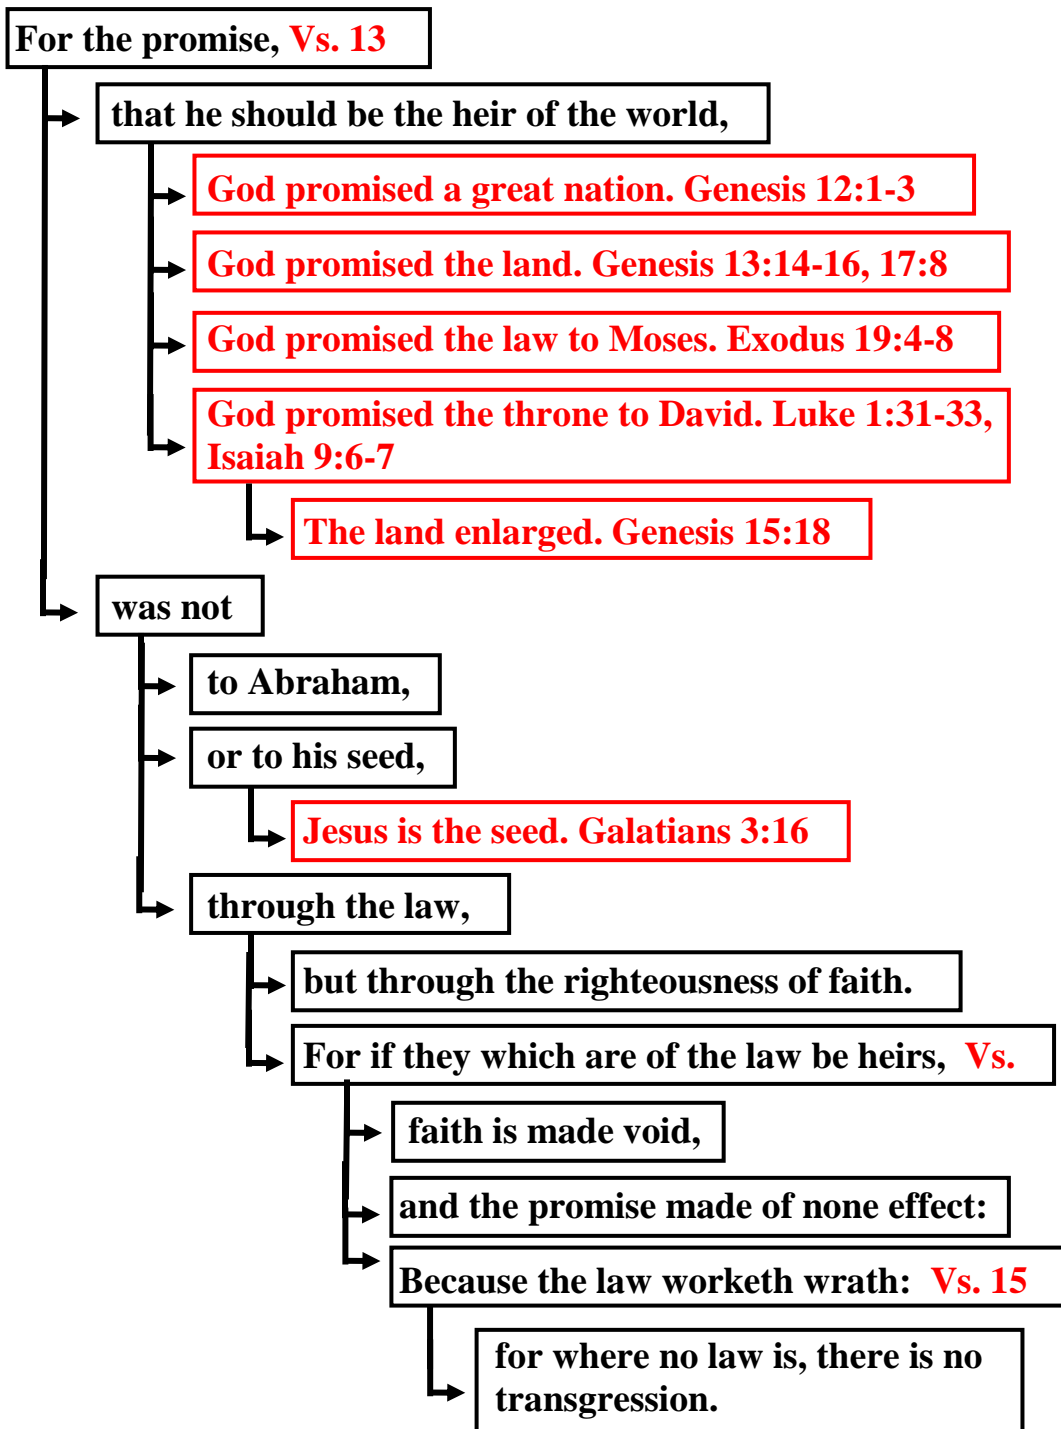 For the promise, Vs. 13
that he should be the heir of the world,
God promised a great nation. Genesis 12:1-3
God promised the land. Genesis 13:14-16, 17:8
God promised the law to Moses. Exodus 19:4-8
God promised the throne to David. Luke 1:31-33,
Isaiah 9:6-7
The land enlarged. Genesis 15:18
was not
to Abraham,
or to his seed,
Jesus is the seed. Galatians 3:16
through the law,
but through the righteousness of faith.
For if they which are of the law be heirs, Vs.
faith is made void,
and the promise made of none effect:
Because the law worketh wrath: Vs. 15
for where no law is, there is no
transgression.